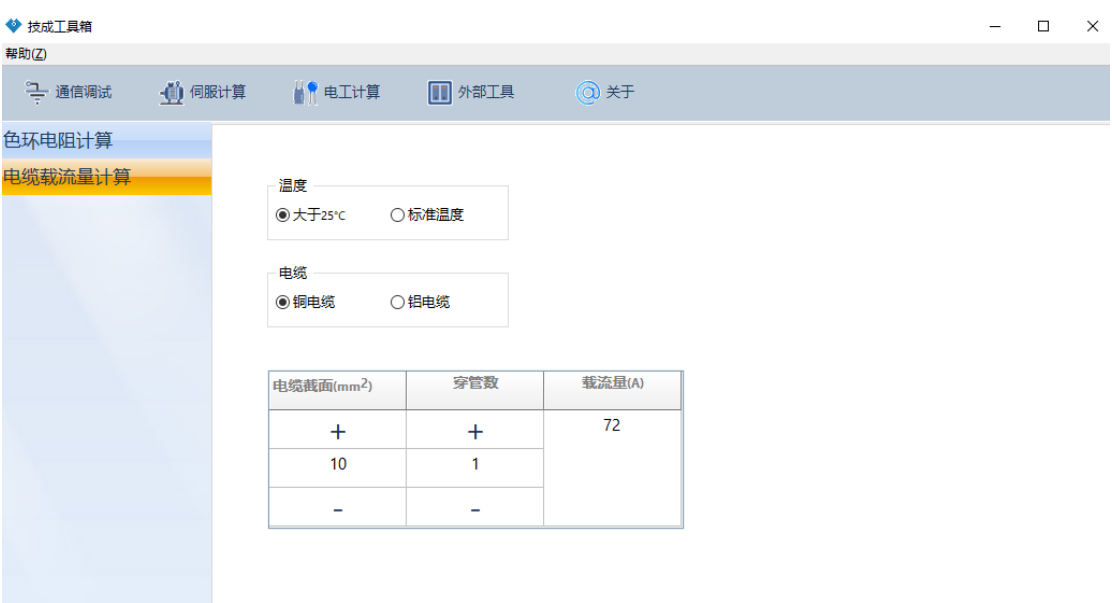 技成工具箱
帮助(Z)
通信调试 伺服计算 电工计算 外部工具 关于
色环电阻计算
电缆载流量计算
温度
大于25℃ 标准温度
电缆
铜电缆 铝电缆
电缆截面(mm²) 穿管数 载流量(A)
+ + 72
10 1
- -